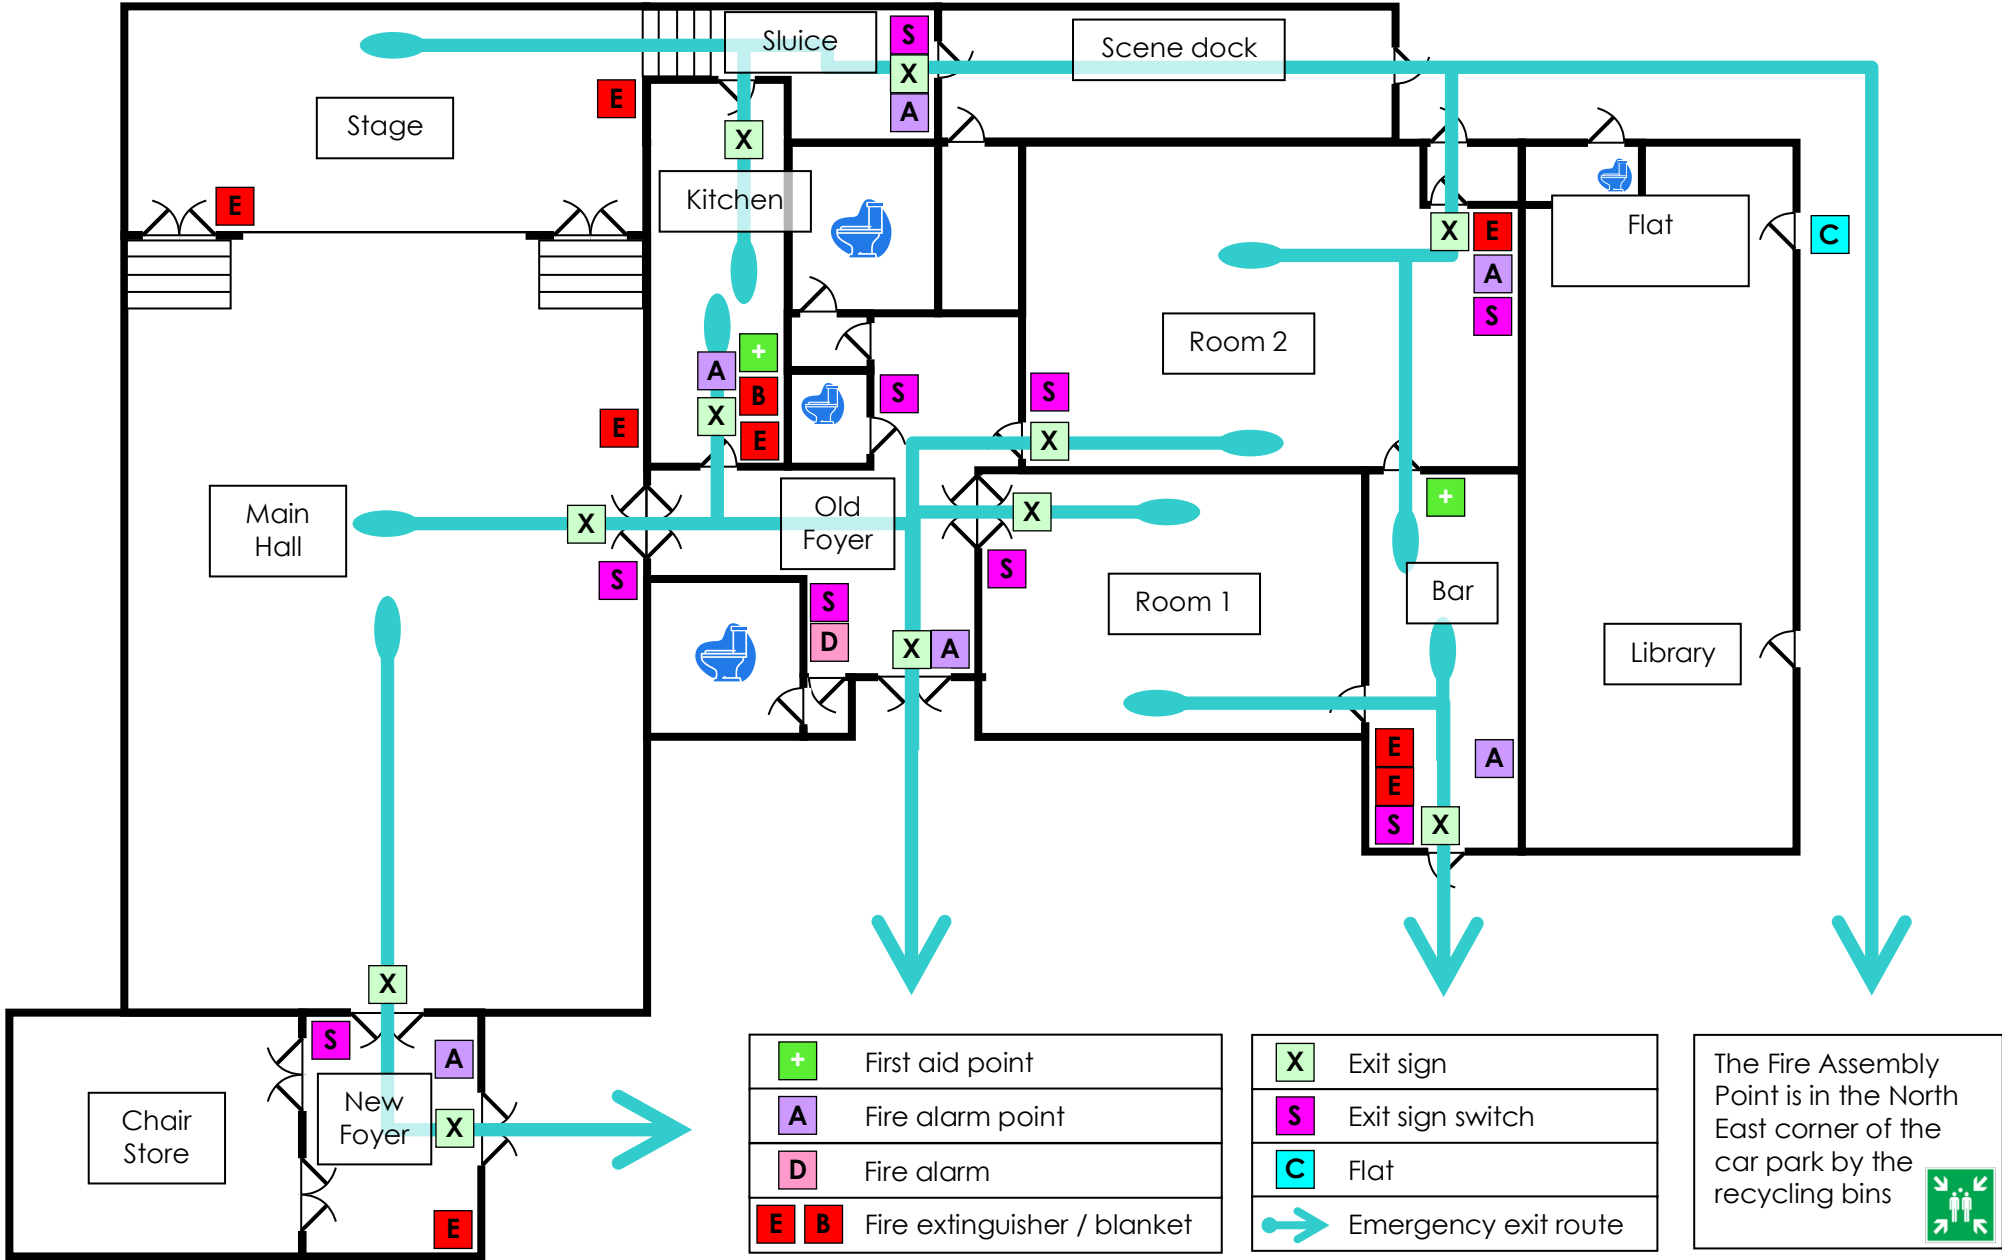 Sluice
S
Scene dock
X
A
E
Stage
X
Kitchen
E
Flat
X
E
C
A
S
Room 2
+
A
B
S
S
X
E
E
X
+
Main
Hall
X
Old
Foyer
X
S
S
Room 1
Bar
S
D
X
A
Library
E
A
E
S
X
X
S
A
New
Foyer
X
Chair
Store
E
+ First aid point
A Fire alarm point
D Fire alarm
E B Fire extinguisher / blanket
X Exit sign
S Exit sign switch
C Flat
Emergency exit route
The Fire Assembly
Point is in the North
East corner of the
car park by the
recycling bins